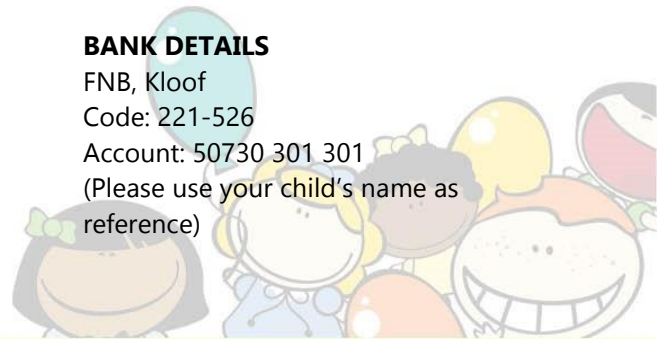 BANK DETAILS
FNB, Kloof
Code: 221-526
Account: 50730 301 301
(Please use your child’s name as
reference)